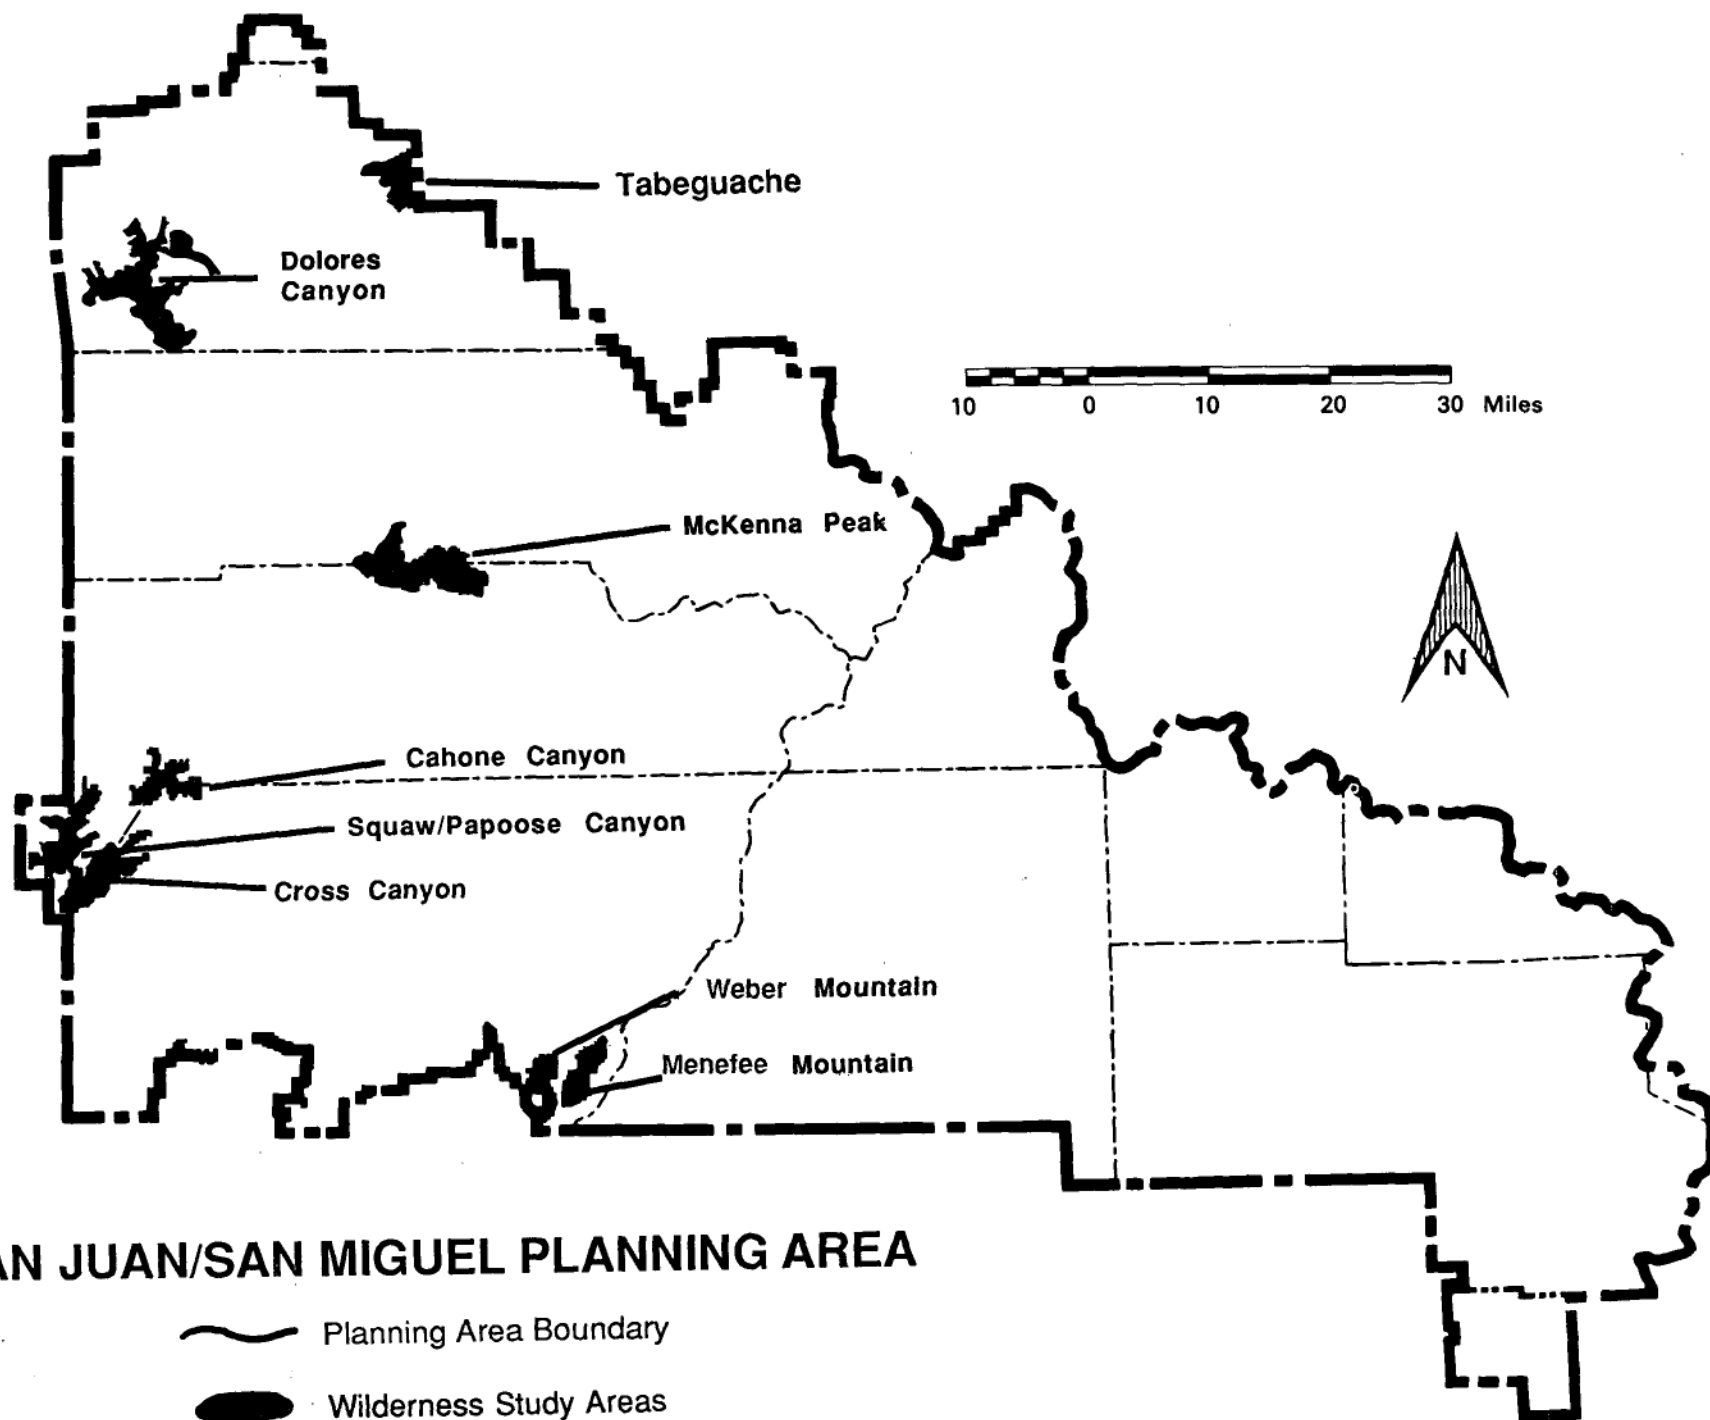 Tabeguache
Dolores
Canyon
10 0 10 20 30 Miles
McKenna Peak
N
Cahone Canyon
Squaw/Papoose Canyon
Cross Canyon
Weber Mountain
Menefee Mountain
AN JUAN/SAN MIGUEL PLANNING AREA
Planning Area Boundary
Wilderness Study Areas